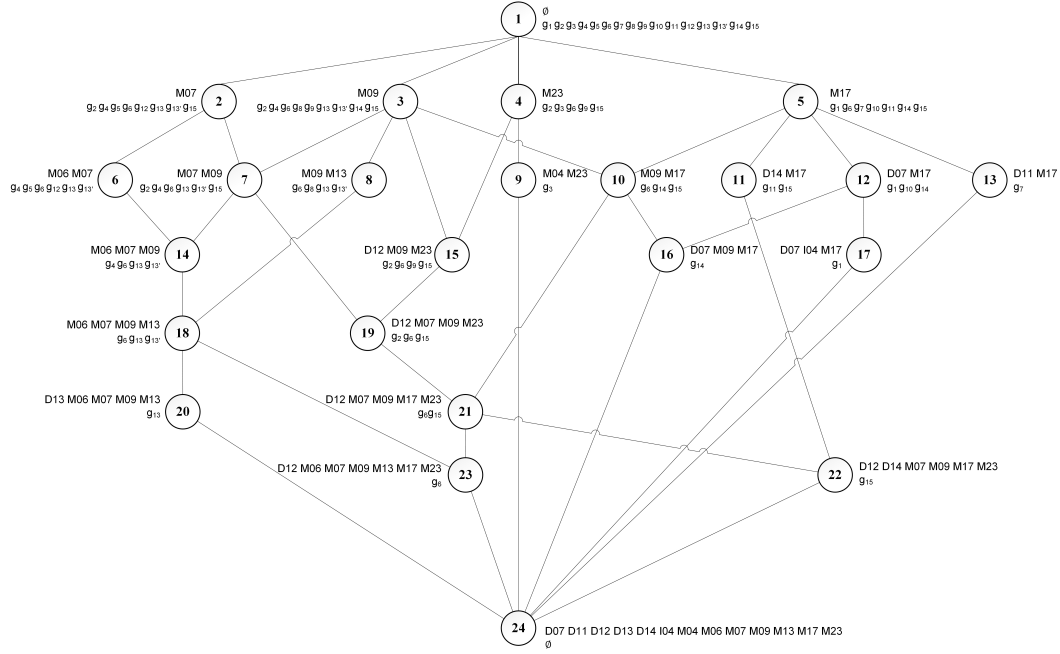 1
∅
g₁ g₂ g₃ g₄ g₅ g₆ g₇ g₈ g₉ g₁₀ g₁₁ g₁₂ g₁₃ g₁₃' g₁₄ g₁₅
M07
g₂ g₄ g₅ g₆ g₁₂ g₁₃ g₁₃' g₁₅
2
M09
g₂ g₄ g₆ g₈ g₉ g₁₃ g₁₃' g₁₄ g₁₅
3
4
M23
g₂ g₃ g₆ g₉ g₁₅
5
M17
g₁ g₆ g₇ g₁₀ g₁₁ g₁₄ g₁₅
M06 M07
g₄ g₅ g₆ g₁₂ g₁₃ g₁₃'
6
M07 M09
g₂ g₄ g₆ g₁₃ g₁₃' g₁₅
7
M09 M13
g₆ g₈ g₁₃ g₁₃'
8
9
M04 M23
g₃
10
M09 M17
g₆ g₁₄ g₁₅
11
D14 M17
g₁₁ g₁₅
12
D07 M17
g₁ g₁₀ g₁₄
13
D11 M17
g₇
M06 M07 M09
g₄ g₆ g₁₃ g₁₃'
14
D12 M09 M23
g₂ g₆ g₉ g₁₅
15
16
D07 M09 M17
g₁₄
D07 I04 M17
g₁
17
M06 M07 M09 M13
g₆ g₁₃ g₁₃'
18
19
D12 M07 M09 M23
g₂ g₆ g₁₅
D13 M06 M07 M09 M13
g₁₃
20
D12 M07 M09 M17 M23
g₆g₁₅
21
D12 M06 M07 M09 M13 M17 M23
g₆
23
22
D12 D14 M07 M09 M17 M23
g₁₅
24
D07 D11 D12 D13 D14 I04 M04 M06 M07 M09 M13 M17 M23
∅